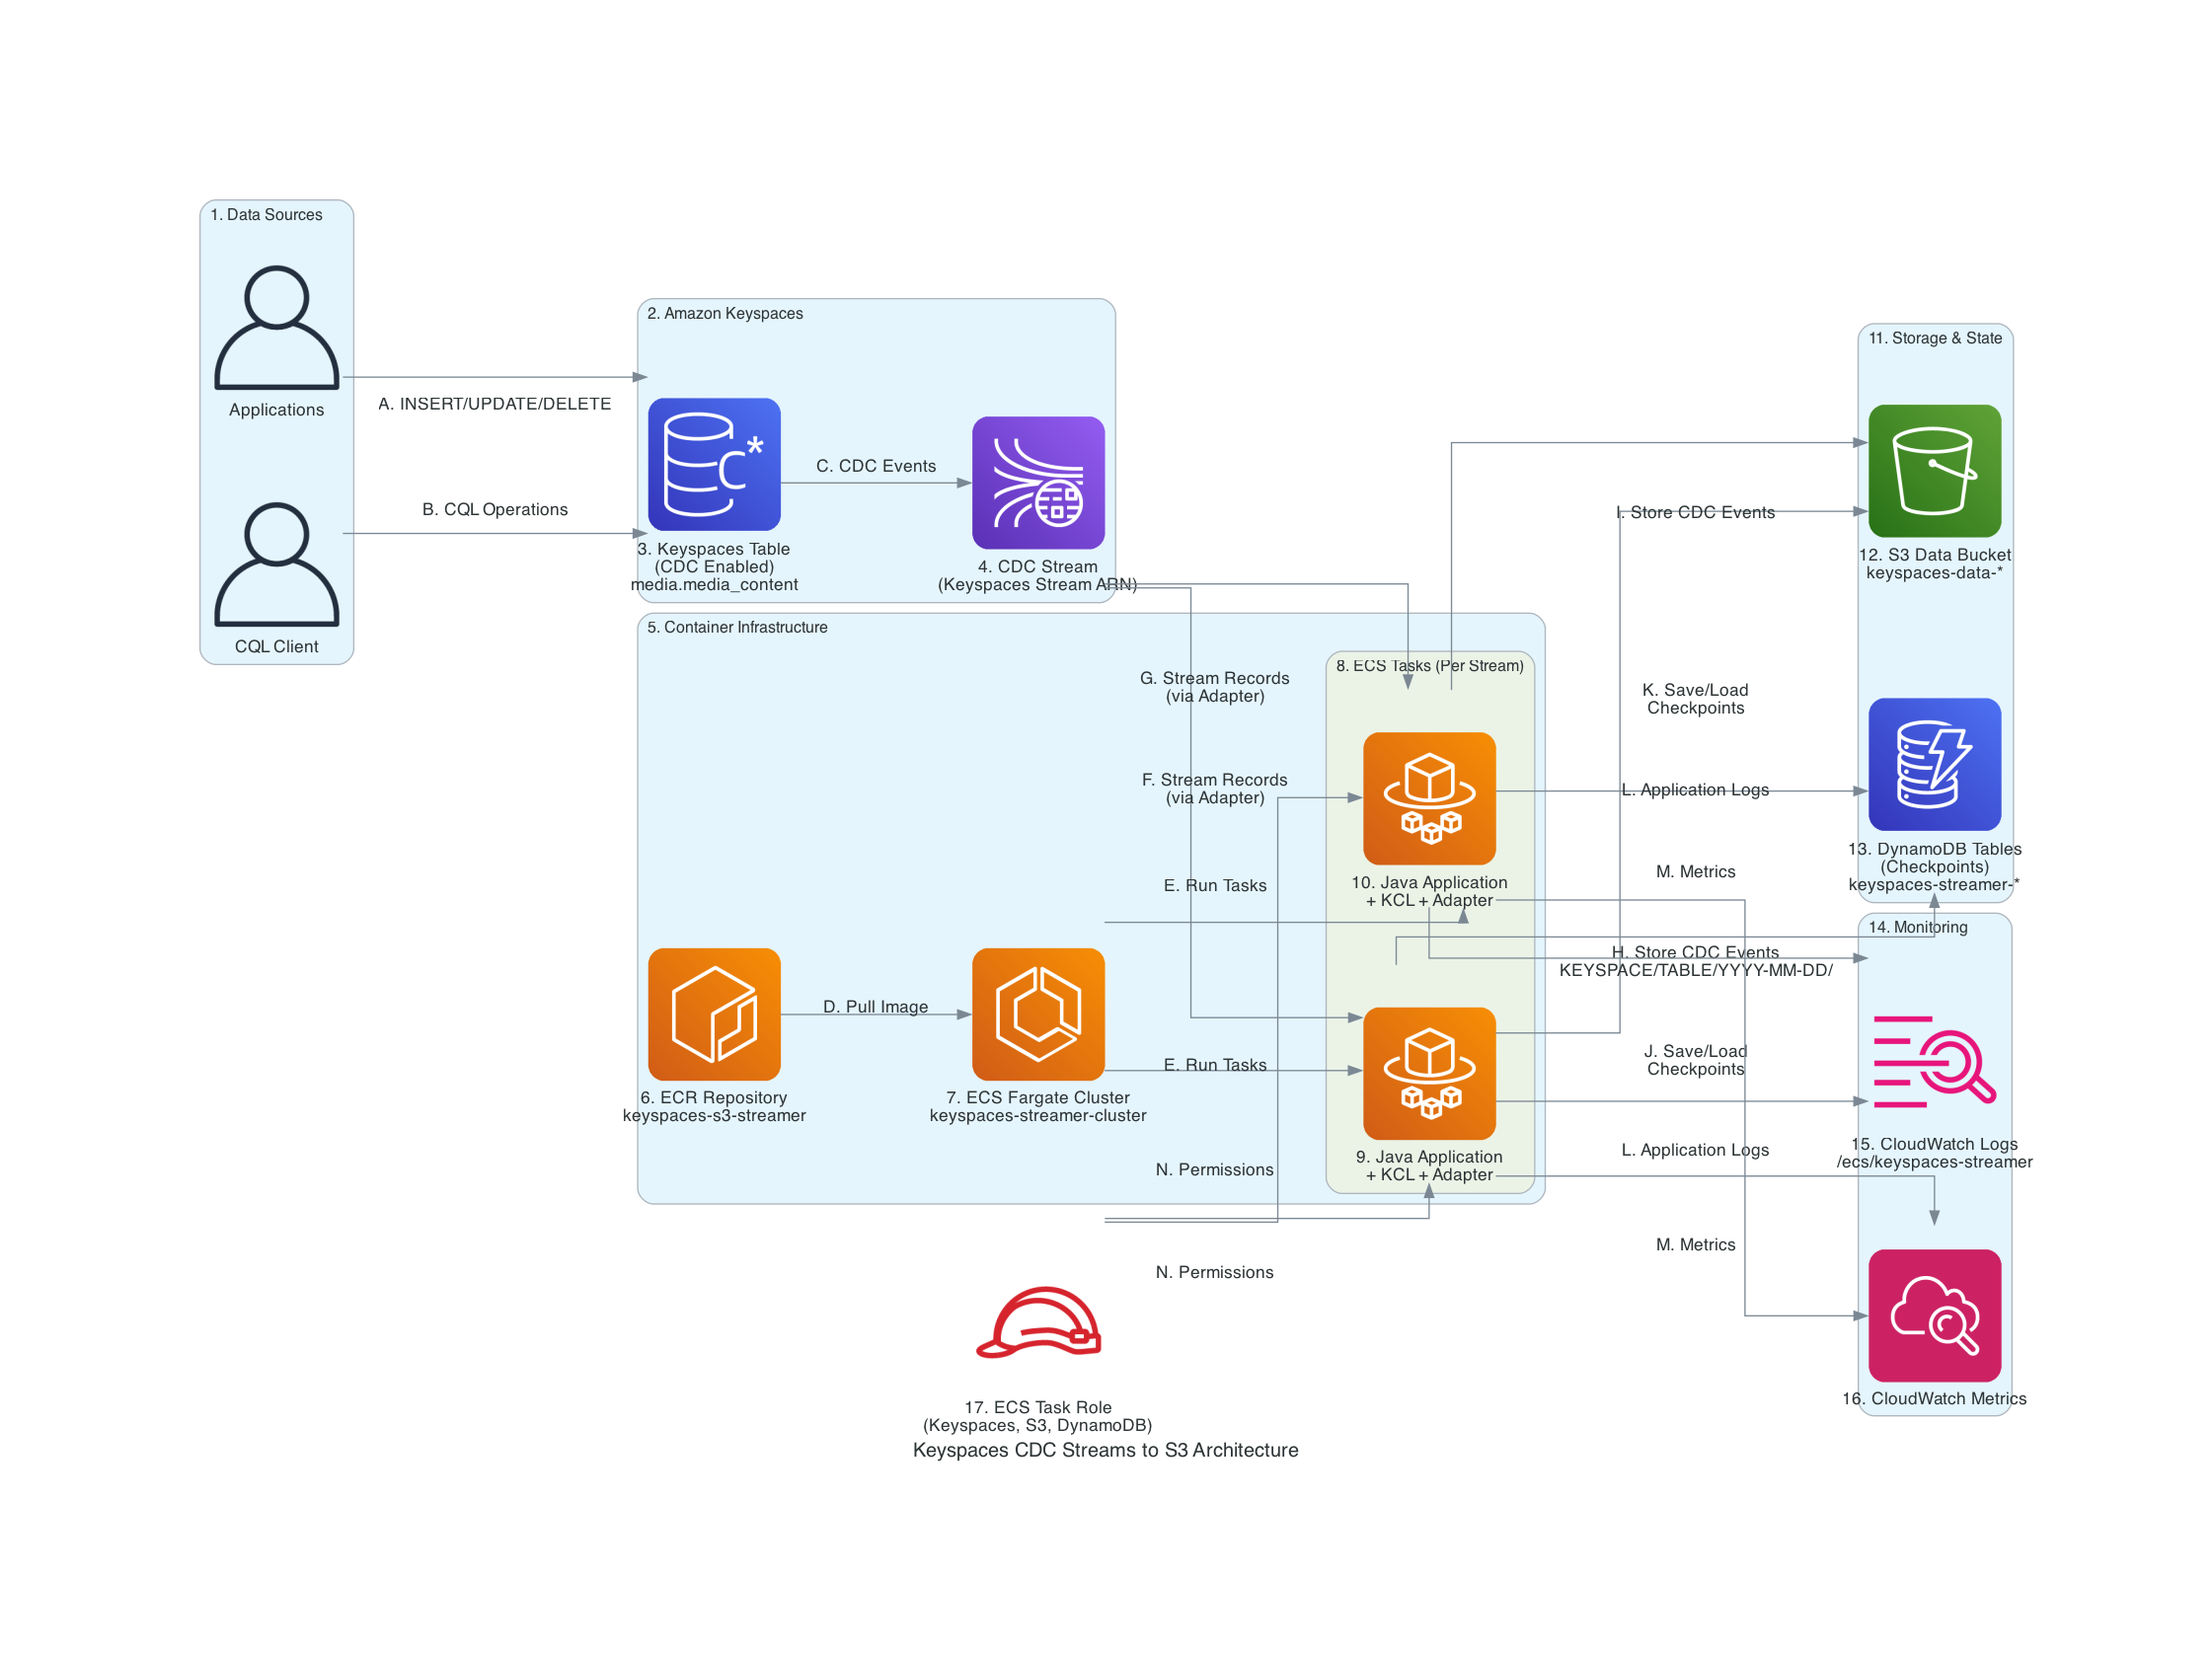 1. Data Sources
Applications
CQL Client
A. INSERT/UPDATE/DELETE
B. CQL Operations
2. Amazon Keyspaces
3. Keyspaces Table
(CDC Enabled)
media.media_content
C. CDC Events
4. CDC Stream
(Keyspaces Stream ARN)
5. Container Infrastructure
6. ECR Repository
keyspaces-s3-streamer
D. Pull Image
7. ECS Fargate Cluster
keyspaces-streamer-cluster
G. Stream Records
(via Adapter)
F. Stream Records
(via Adapter)
E. Run Tasks
E. Run Tasks
N. Permissions
N. Permissions
8. ECS Tasks (Per Stream)
10. Java Application
+ KCL + Adapter
9. Java Application
+ KCL + Adapter
I. Store CDC Events
K. Save/Load
Checkpoints
L. Application Logs
M. Metrics
H. Store CDC Events
KEYSPACE/TABLE/YYYY-MM-DD/
J. Save/Load
Checkpoints
L. Application Logs
M. Metrics
11. Storage & State
12. S3 Data Bucket
keyspaces-data-*
13. DynamoDB Tables
(Checkpoints)
keyspaces-streamer-*
14. Monitoring
15. CloudWatch Logs
/ecs/keyspaces-streamer
16. CloudWatch Metrics
17. ECS Task Role
(Keyspaces, S3, DynamoDB)
Keyspaces CDC Streams to S3 Architecture